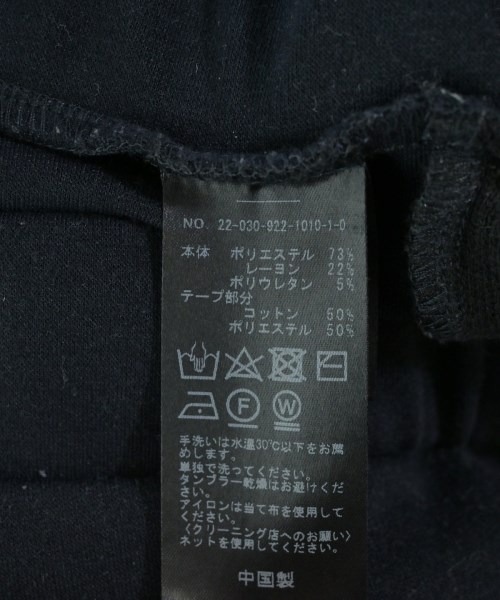 NO. 22-030-922-1010-1-0
本体 ポリエステル 73%
レーヨン 22%
ポリウレタン 5%
テープ部分
コットン 50%
ポリエステル 50%
F W
手洗いは水温30℃以下をお薦
めします。
単独で洗ってください。
タンブラー乾燥はお避けくだ
さい。
アイロンは当て布を使用して
ください。
〈クリーニング店へのお願い〉
ネットを使用してください。
中国製